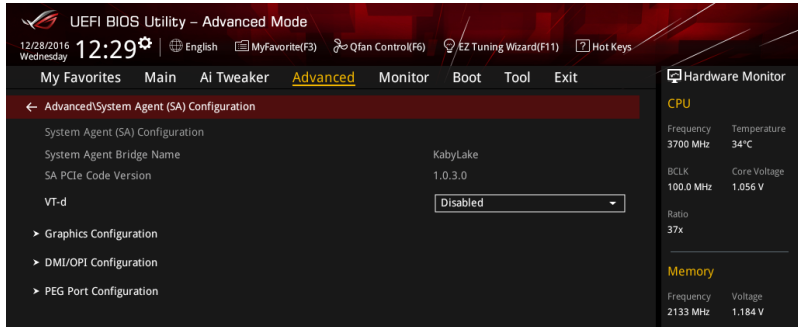 UEFI BIOS Utility – Advanced Mode
12/28/2016 Wednesday 12:29 English MyFavorite(F3) Qfan Control(F6) EZ Tuning Wizard(F11) ? Hot Keys
My Favorites Main Ai Tweaker Advanced Monitor Boot Tool Exit
← Advanced\System Agent (SA) Configuration
System Agent (SA) Configuration
System Agent Bridge Name KabyLake
SA PCIe Code Version 1.0.3.0
VT-d Disabled
> Graphics Configuration
> DMI/OPI Configuration
> PEG Port Configuration
Hardware Monitor
CPU
Frequency Temperature
3700 MHz 34°C
BCLK Core Voltage
100.0 MHz 1.056 V
Ratio
37x
Memory
Frequency Voltage
2133 MHz 1.184 V